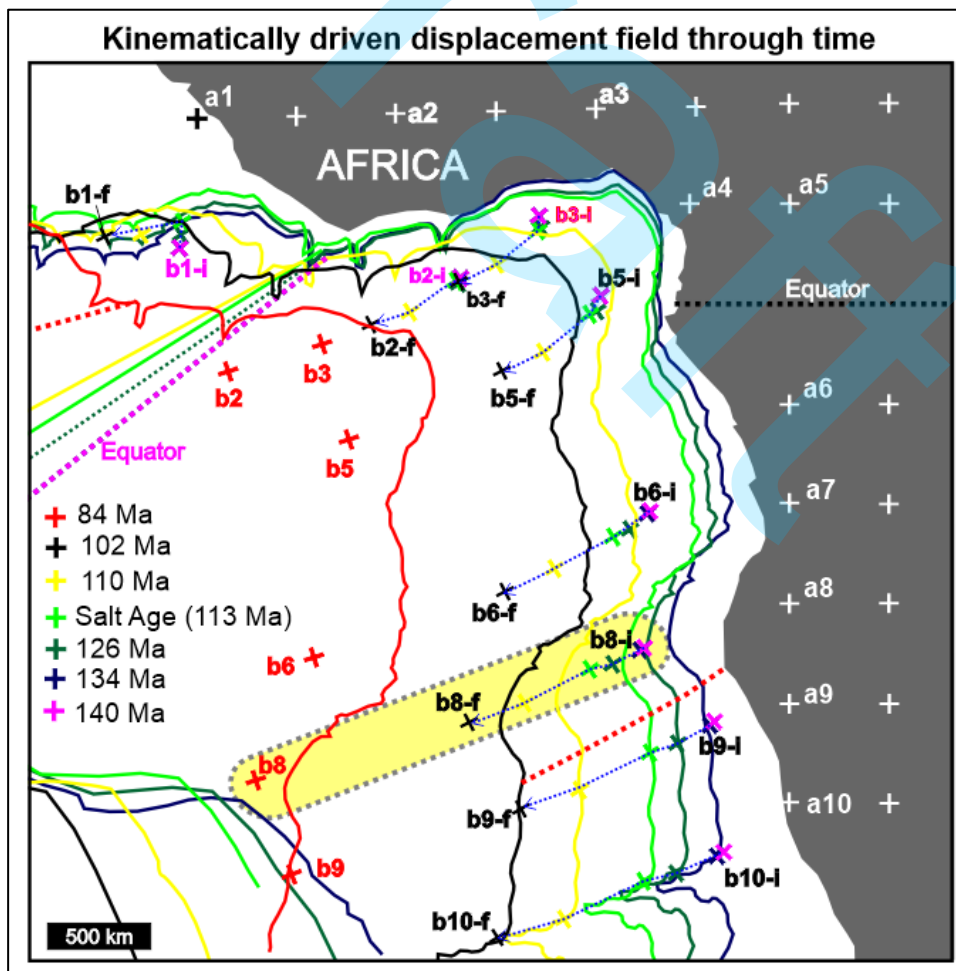 Kinematically driven displacement field through time
a1
a2
a3
AFRICA
b1-f
a4
a5
b3-i
b1-i
b2-i
b5-i
b3-f
Equator
b2-f
b3
b2
b5-f
a6
b5
Equator
b6-i
a7
84 Ma
102 Ma
110 Ma
b6-f
a8
Salt Age (113 Ma)
b8-i
126 Ma
b6
134 Ma
b8-f
a9
140 Ma
b9-i
b8
b9-f
a10
b9
b10-i
b10-f
500 km